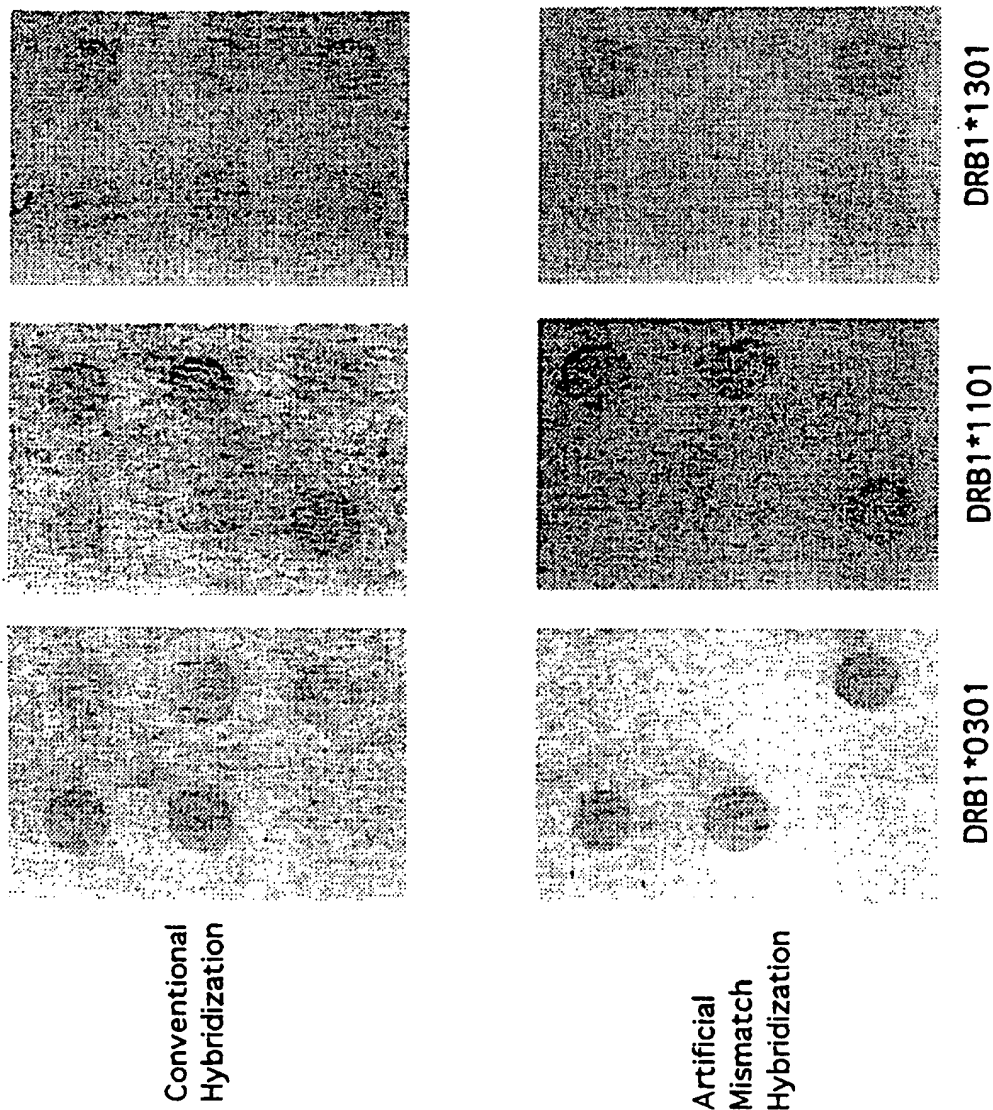 Conventional
Hybridization
Artificial
Mismatch
Hybridization
DRB1*0301
DRB1*1101
DRB1*1301